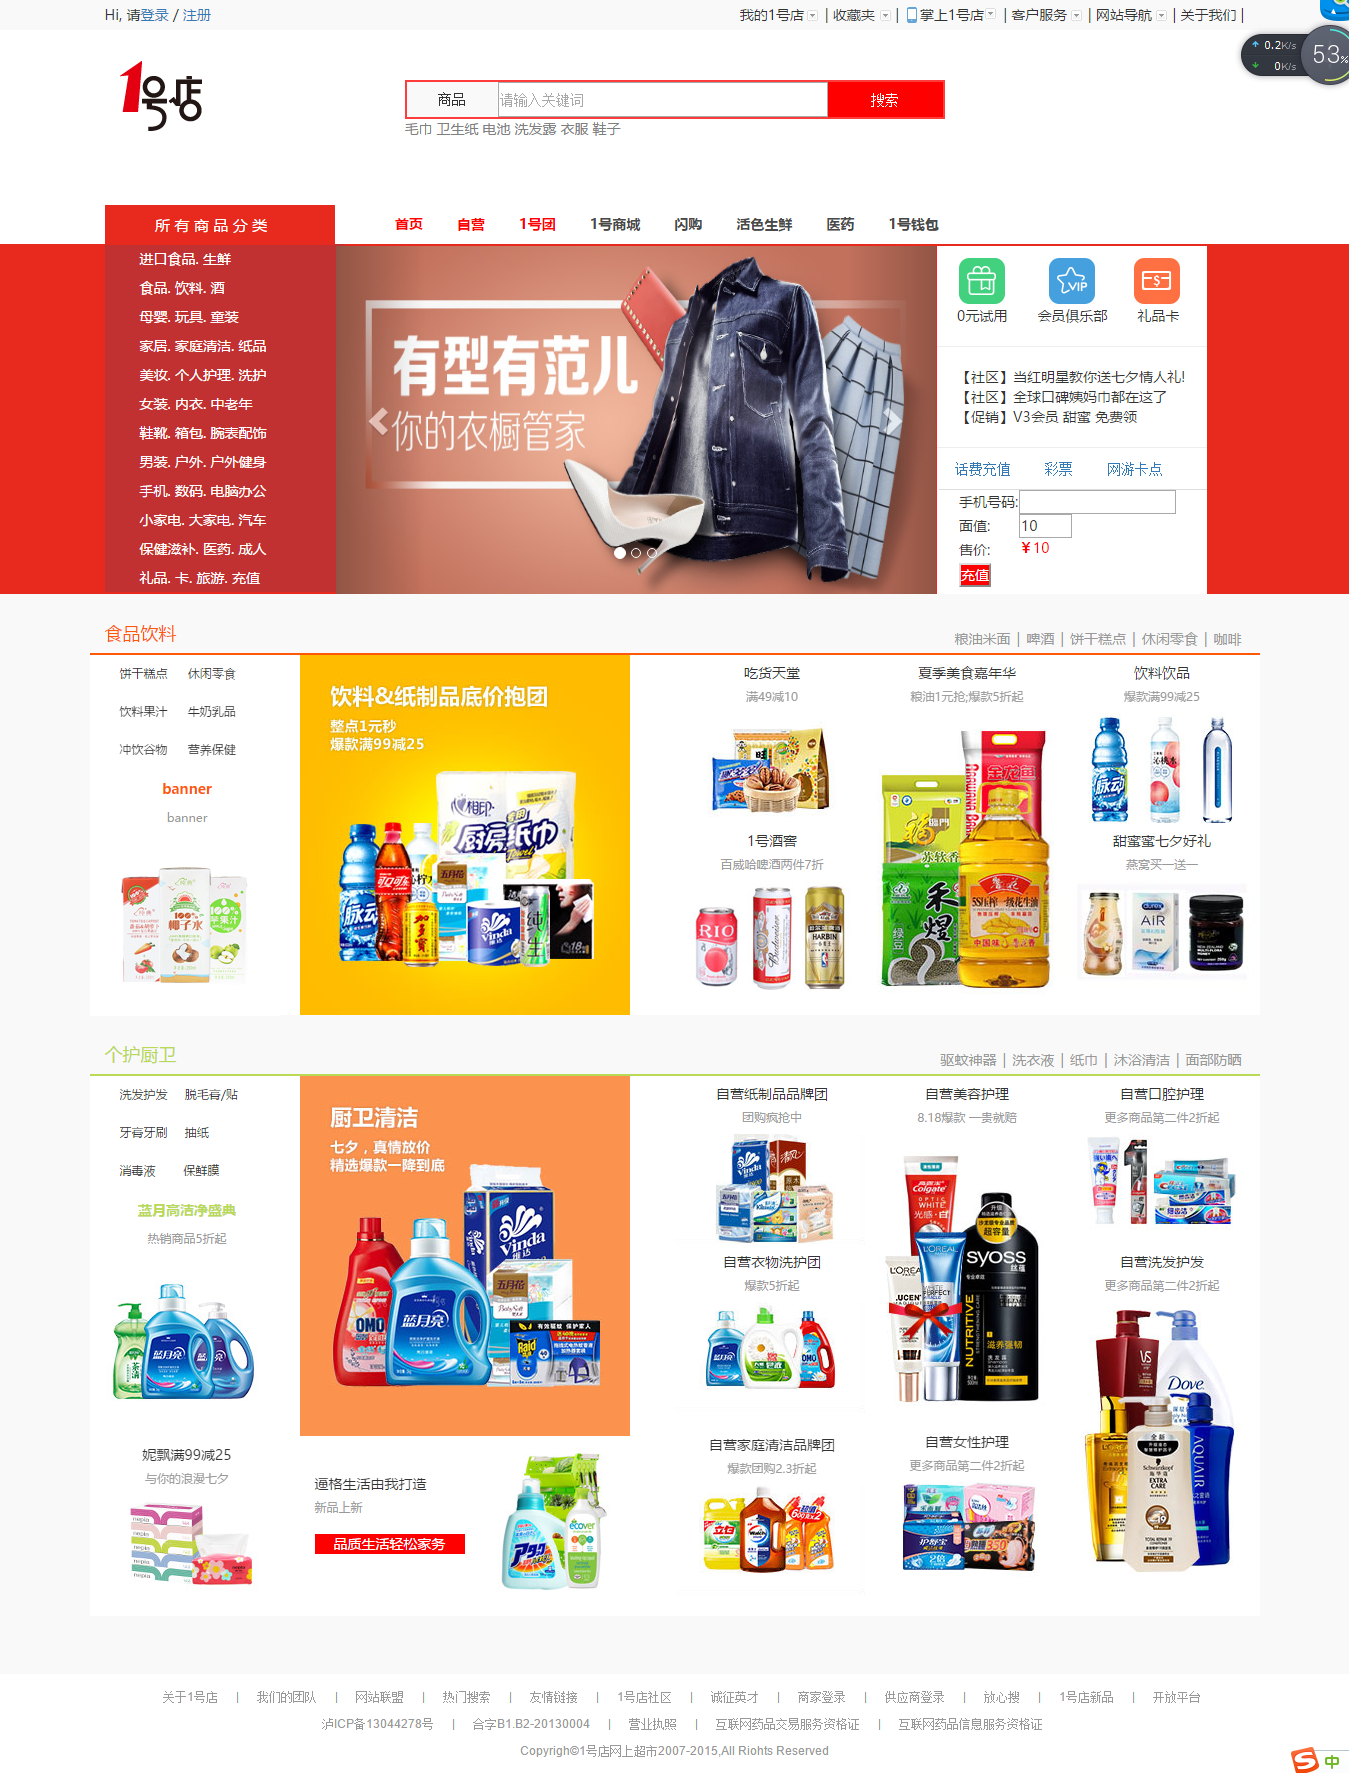 Hi, 请登录 / 注册
我的1号店 | 收藏夹 | 掌上1号店 | 客户服务 | 网站导航 | 关于我们 |
0.2K/s
0K/s
53%
1号店
商品 请输入关键词 搜索
毛巾 卫生纸 电池 洗发露 衣服 鞋子
所有商品分类
首页 自营 1号团 1号商城 闪购 活色生鲜 医药 1号钱包
进口食品. 生鲜
食品. 饮料. 酒
母婴. 玩具. 童装
家居. 家庭清洁. 纸品
美妆. 个人护理. 洗护
女装. 内衣. 中老年
鞋靴. 箱包. 腕表配饰
男装. 户外. 户外健身
手机. 数码. 电脑办公
小家电. 大家电. 汽车
保健滋补. 医药. 成人
礼品. 卡. 旅游. 充值
有型有范儿
你的衣橱管家
VIP
0元试用 会员俱乐部 礼品卡
【社区】当红明星教你送七夕情人礼!
【社区】全球口碑姨妈巾都在这了
【促销】V3会员 甜蜜 免费领
话费充值 彩票 网游卡点
手机号码:
面值: 10
售价: ¥10
充值
食品饮料
粮油米面 | 啤酒 | 饼干糕点 | 休闲零食 | 咖啡
饼干糕点 休闲零食
饮料果汁 牛奶乳品
冲饮谷物 营养保健
banner
banner
饮料&纸制品底价抱团
整点1元秒
爆款满99减25
吃货天堂
满49减10
1号酒窖
百威哈啤酒两件7折
夏季美食嘉年华
粮油1元抢;爆款5折起
饮料饮品
爆款满99减25
甜蜜蜜七夕好礼
燕窝买一送一
个护厨卫
驱蚊神器 | 洗衣液 | 纸巾 | 沐浴清洁 | 面部防晒
洗发护发 脱毛膏/贴
牙膏牙刷 抽纸
消毒液 保鲜膜
蓝月高洁净盛典
热销商品5折起
妮飘满99减25
与你的浪漫七夕
厨卫清洁
七夕，真情放价
精选爆款一降到底
逼格生活由我打造
新品上新
品质生活轻松家务
自营纸制品品牌团
团购疯抢中
自营衣物洗护团
爆款5折起
自营家庭清洁品牌团
爆款团购2.3折起
自营美容护理
8.18爆款 一贵就赔
自营女性护理
更多商品第二件2折起
自营口腔护理
更多商品第二件2折起
自营洗发护发
更多商品第二件2折起
关于1号店 | 我们的团队 | 网站联盟 | 热门搜索 | 友情链接 | 1号店社区 | 诚征英才 | 商家登录 | 供应商登录 | 放心搜 | 1号店新品 | 开放平台
泸ICP备13044278号 | 合字B1.B2-20130004 | 营业执照 | 互联网药品交易服务资格证 | 互联网药品信息服务资格证
Copyrigh©1号店网上超市2007-2015,All Riohts Reserved
中